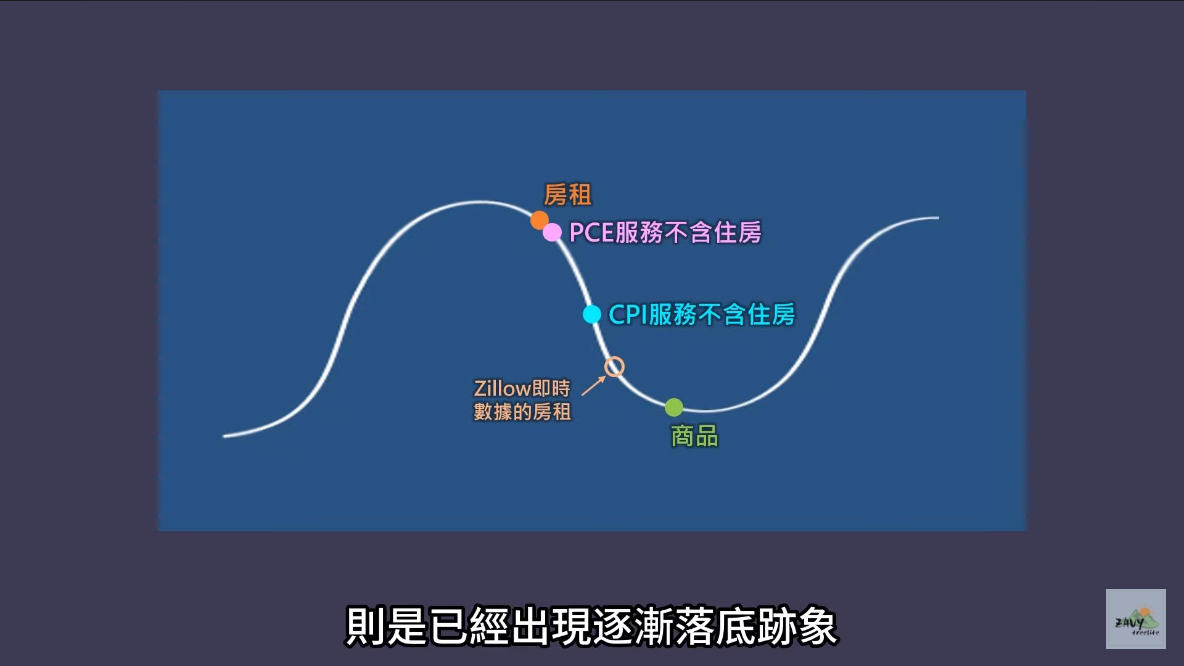 房租
PCE服務不含住房
CPI服務不含住房
Zillow即時
數據的房租
商品
則是已經出現逐漸落底跡象
ZAVY
freelife